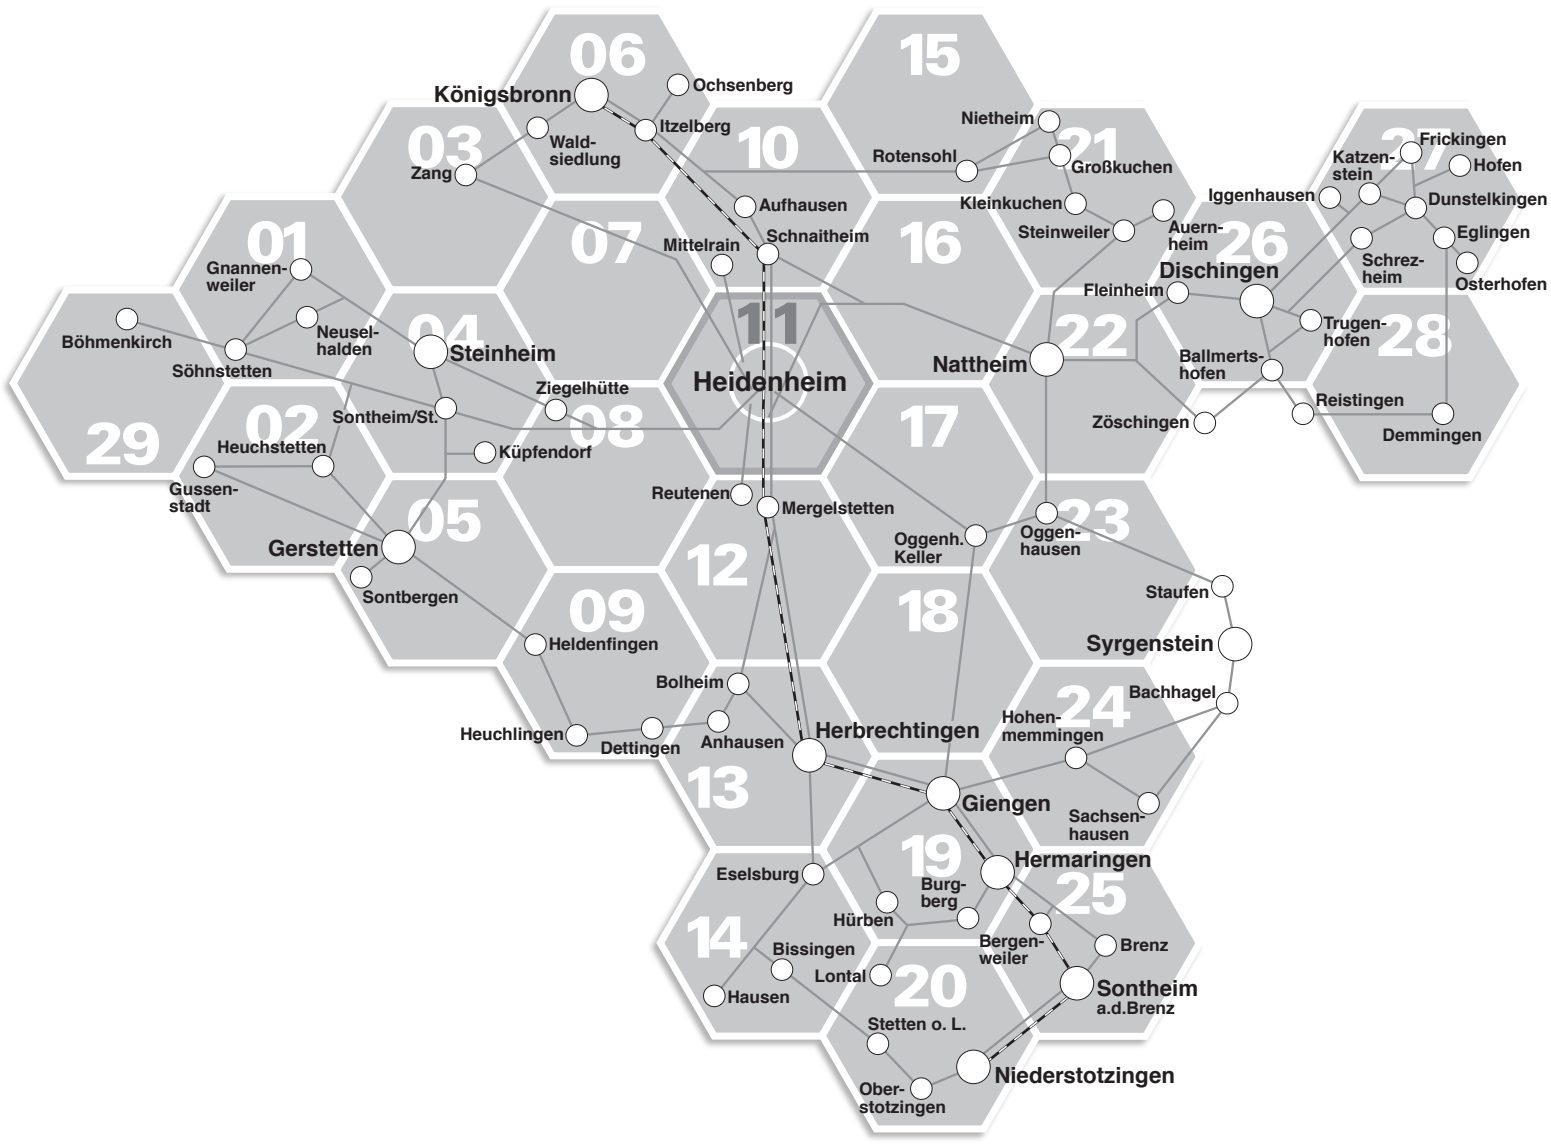 06
15
Ochsenberg
Königsbronn
Itzelberg
Wald-
siedlung
03
Zang
10
Rotensohl
Nietheim
21
Großkuchen
27
Frickingen
Katzen-
stein
Hofen
Iggenhausen
Dunstelkingen
Kleinkuchen
Aufhausen
Steinweiler
Auern-
heim
Eglingen
Schrez-
heim
Osterhofen
01
Gnannen-
weiler
07
Mittelrain
Schnaitheim
16
26
Dischingen
Fleinheim
Böhmenkirch
Neusel-
halden
04
Steinheim
Söhnstetten
11
Heidenheim
Nattheim
22
Trugen-
hofen
28
Ballmerts-
hofen
Ziegelhütte
Reistingen
Demmingen
Zöschingen
29
02
Heuchstetten
Sontheim/St.
08
17
Küpfendorf
Gussen-
stadt
Reutenen
Mergelstetten
05
Gerstetten
12
Oggenh.
Keller
Oggen-
hausen
23
Sontbergen
Staufen
09
18
Heldenfingen
Syrgenstein
Bolheim
Bachhagel
24
Hohen-
memmingen
Heuchlingen
Dettingen
Anhausen
Herbrechtingen
13
Giengen
Sachsen-
hausen
19
Hermaringen
Eselsburg
Burg-
berg
25
Hürben
14
Bergen-
weiler
Brenz
Bissingen
Lontal
20
Hausen
Sontheim
a.d.Brenz
Stetten o. L.
Niederstotzingen
Ober-
stotzingen